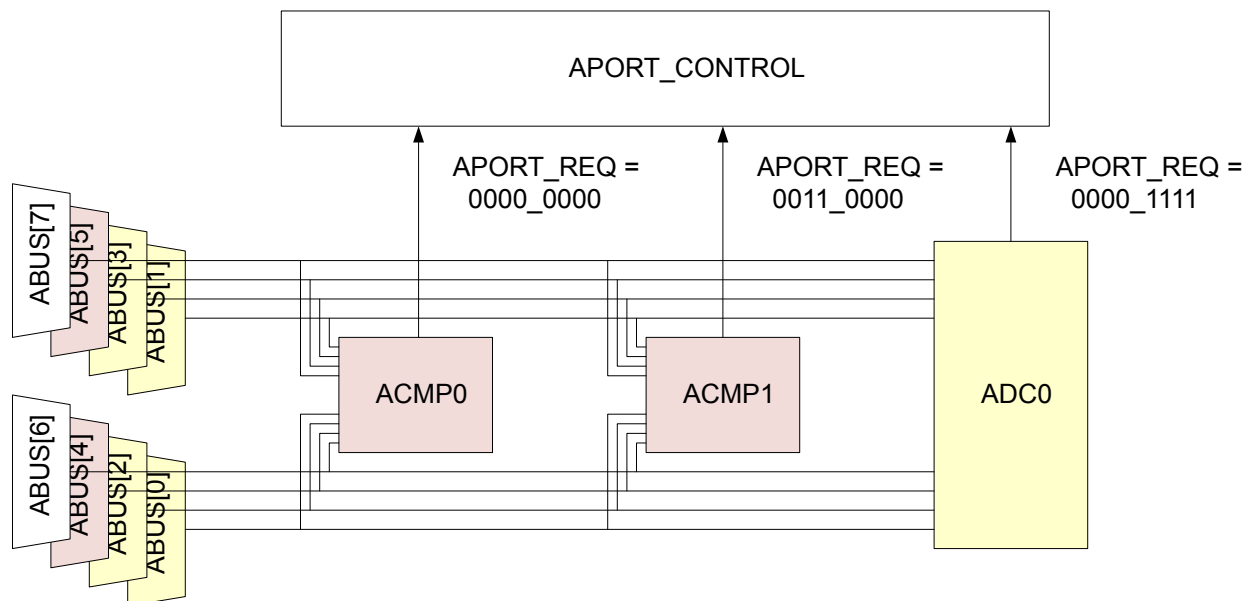 APORT_CONTROL
APORT_REQ =
0000_0000
APORT_REQ =
0011_0000
APORT_REQ =
0000_1111
ABUS[7]
ABUS[5]
ABUS[3]
ABUS[1]
ACMP0
ACMP1
ADC0
ABUS[6]
ABUS[4]
ABUS[2]
ABUS[0]